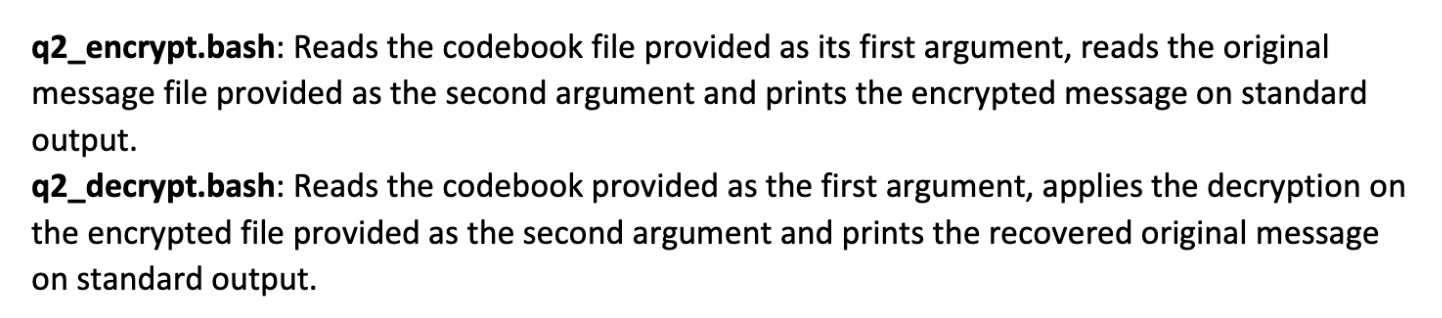 q2_encrypt.bash: Reads the codebook file provided as its first argument, reads the original
message file provided as the second argument and prints the encrypted message on standard
output.
q2_decrypt.bash: Reads the codebook provided as the first argument, applies the decryption on
the encrypted file provided as the second argument and prints the recovered original message
on standard output.